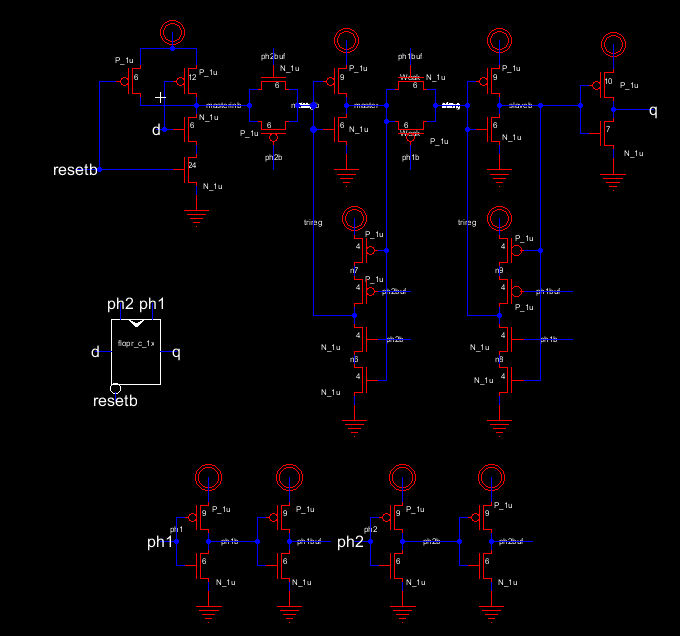 ph2buf
ph1buf
P_1u
6
12
P_1u
N_1u
6
P_1u
9
Weak
N_1u
6
P_1u
9
10
P_1u
masterinb
master
slaveb
q
d
N_1u
6
6
P_1u
6
N_1u
6
Weak
P_1u
6
N_1u
7
N_1u
ph2b
ph1b
resetb
24
N_1u
trireg
trireg
P_1u
4
P_1u
4
n7
n9
P_1u
4
ph2buf
4
P_1u
ph2 ph1
d
flopr_c_1x
q
resetb
4
ph2b
N_1u
4
ph1b
N_1u
n8
4
N_1u
4
N_1u
9
P_1u
9
P_1u
9
P_1u
9
P_1u
ph1
ph1
ph1b
ph1buf
ph2
ph2
ph2b
ph2buf
6
N_1u
6
N_1u
6
N_1u
6
N_1u